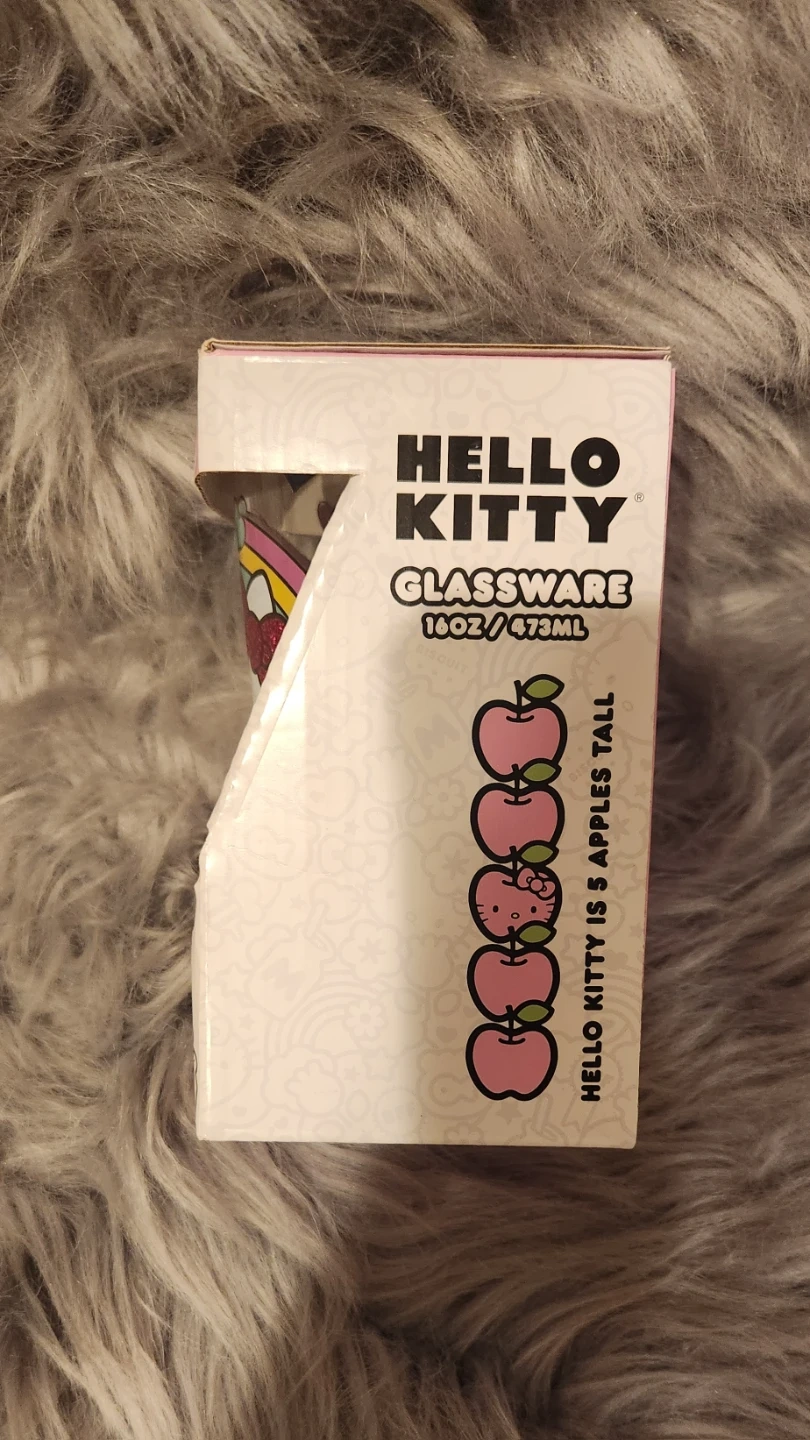 HELLO
KITTY®
GLASSWARE
16OZ / 473ML
HELLO KITTY IS 5 APPLES TALL